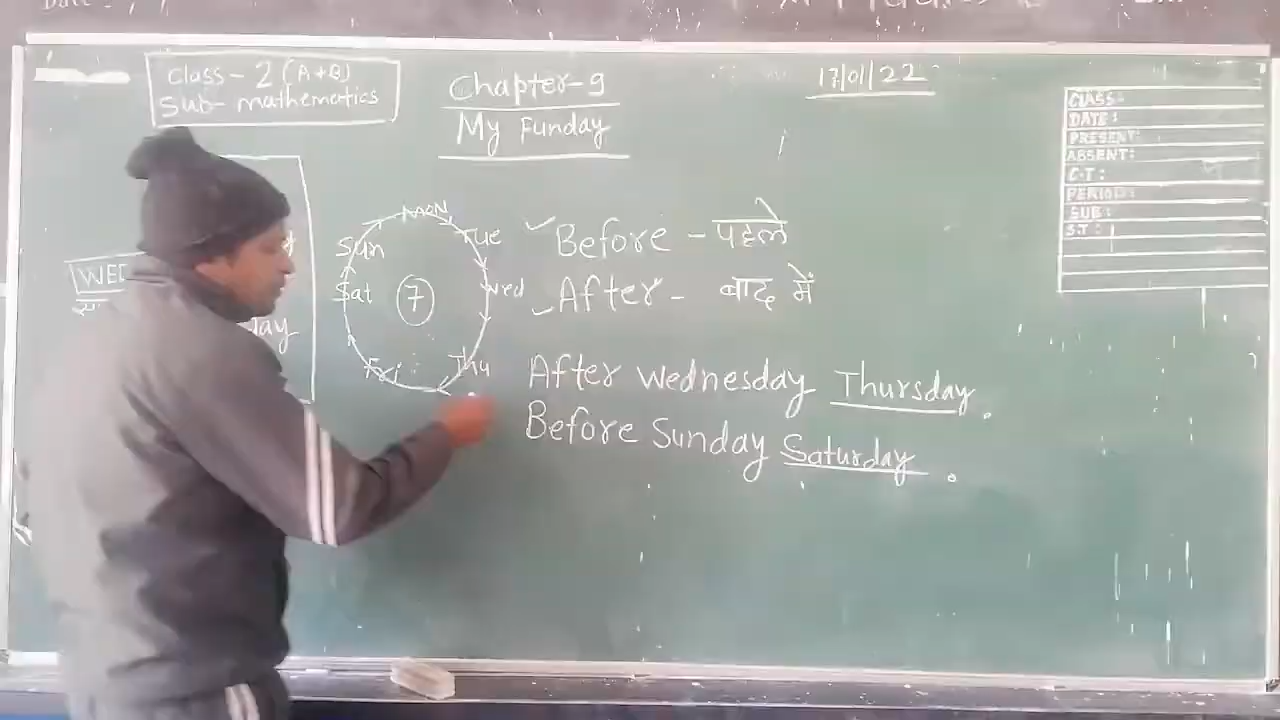 Class - 2 (A+B)
Sub - mathematics
Chapter - 9
My Funday
17/01/22
CLASS:
DATE:
PRESENT:
ABSENT:
C.T:
PERIOD:
SUB:
S.T:
WED
day
MON
Tue
Wed
Thu
Fri
Sat
Sun
7
Before - पहले
After - बाद में
After Wednesday Thursday.
Before Sunday Saturday.